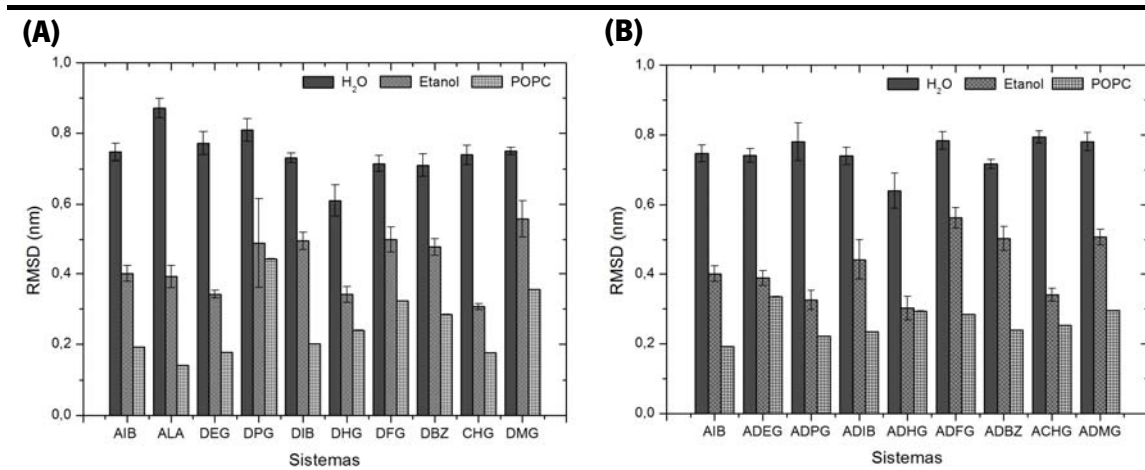 (A)
1,0
0,8
0,6
0,4
0,2
0,0
RMSD (nm)
H₂O Etanol POPC
AIB ALA DEG DPG DIB DHG DFG DBZ CHG DMG
Sistemas
(B)
1,0
0,8
0,6
0,4
0,2
0,0
RMSD (nm)
H₂O Etanol POPC
AIB ADEG ADPG ADIB ADHG ADFG ADBZ ACHG ADMG
Sistemas